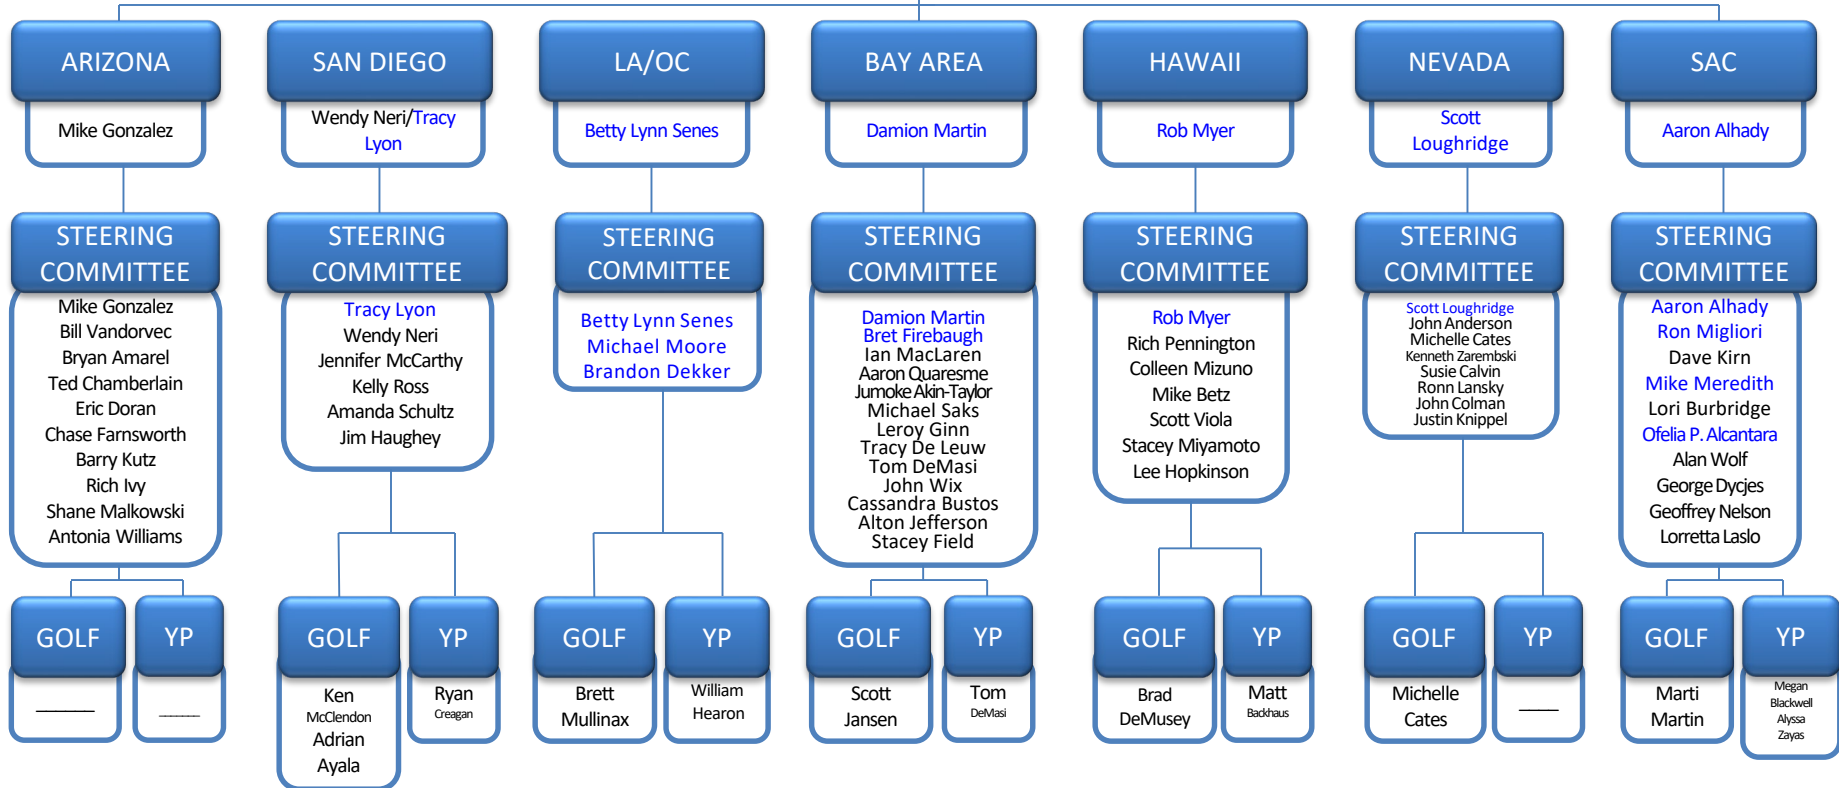 ARIZONA
Mike Gonzalez
STEERING
COMMITTEE
Mike Gonzalez
Bill Vandorvec
Bryan Amarel
Ted Chamberlain
Eric Doran
Chase Farnsworth
Barry Kutz
Rich Ivy
Shane Malkowski
Antonia Williams
GOLF
______
YP
______
SAN DIEGO
Wendy Neri/Tracy
Lyon
STEERING
COMMITTEE
Tracy Lyon
Wendy Neri
Jennifer McCarthy
Kelly Ross
Amanda Schultz
Jim Haughey
GOLF
Ken
McClendon
Adrian
Ayala
YP
Ryan
Creagan
LA/OC
Betty Lynn Senes
STEERING
COMMITTEE
Betty Lynn Senes
Michael Moore
Brandon Dekker
GOLF
Brett
Mullinax
YP
William
Hearon
BAY AREA
Damion Martin
STEERING
COMMITTEE
Damion Martin
Bret Firebaugh
Ian MacLaren
Aaron Quaresme
Jumoke Akin-Taylor
Michael Saks
Leroy Ginn
Tracy De Leuw
Tom DeMasi
John Wix
Cassandra Bustos
Alton Jefferson
Stacey Field
GOLF
Scott
Jansen
YP
Tom
DeMasi
HAWAII
Rob Myer
STEERING
COMMITTEE
Rob Myer
Rich Pennington
Colleen Mizuno
Mike Betz
Scott Viola
Stacey Miyamoto
Lee Hopkinson
GOLF
Brad
DeMusey
YP
Matt
Backhaus
NEVADA
Scott
Loughridge
STEERING
COMMITTEE
Scott Loughridge
John Anderson
Michelle Cates
Kenneth Zarembski
Susie Calvin
Ronn Lansky
John Colman
Justin Knippel
GOLF
Michelle
Cates
YP
____
SAC
Aaron Alhady
STEERING
COMMITTEE
Aaron Alhady
Ron Migliori
Dave Kirn
Mike Meredith
Lori Burbridge
Ofelia P. Alcantara
Alan Wolf
George Dycjes
Geoffrey Nelson
Lorretta Laslo
GOLF
Marti
Martin
YP
Megan
Blackwell
Alyssa
Zayas